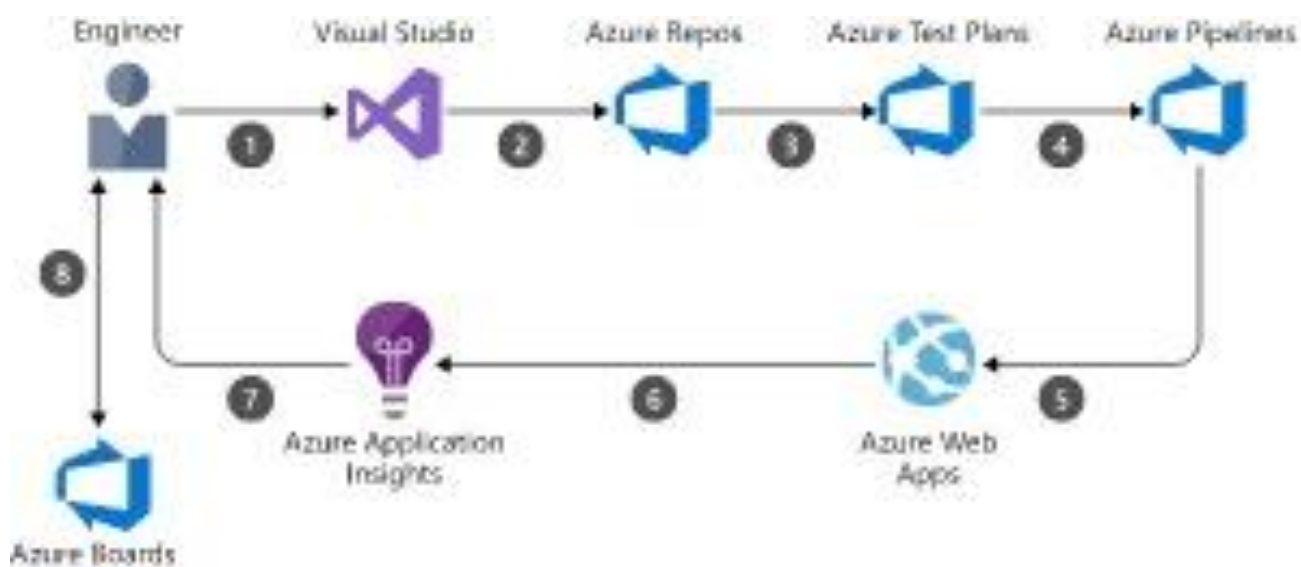 Engineer
Visual Studio
Azure Repos
Azure Test Plans
Azure Pipelines
1
2
3
4
8
7
6
5
Azure Application
Insights
Azure Web
Apps
Azure Boards